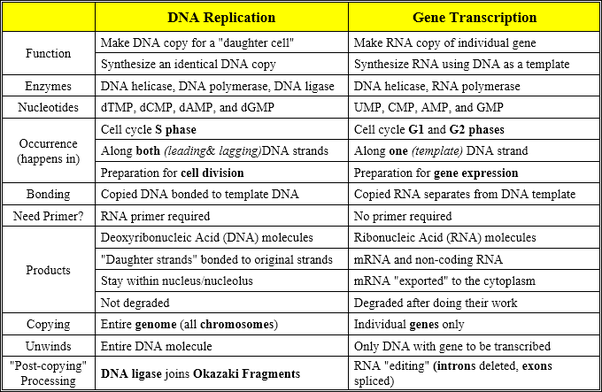 DNA Replication Gene Transcription
Function Make DNA copy for a "daughter cell" Make RNA copy of individual gene
Synthesize an identical DNA copy Synthesize RNA using DNA as a template
Enzymes DNA helicase, DNA polymerase, DNA ligase DNA helicase, RNA polymerase
Nucleotides dTMP, dCMP, dAMP, and dGMP UMP, CMP, AMP, and GMP
Occurrence (happens in) Cell cycle S phase Cell cycle G1 and G2 phases
Along both (leading& lagging)DNA strands Along one (template) DNA strand
Preparation for cell division Preparation for gene expression
Bonding Copied DNA bonded to template DNA Copied RNA separates from DNA template
Need Primer? RNA primer required No primer required
Products Deoxyribonucleic Acid (DNA) molecules Ribonucleic Acid (RNA) molecules
"Daughter strands" bonded to original strands mRNA and non-coding RNA
Stay within nucleus/nucleolus mRNA "exported" to the cytoplasm
Not degraded Degraded after doing their work
Copying Entire genome (all chromosomes) Individual genes only
Unwinds Entire DNA molecule Only DNA with gene to be transcribed
"Post-copying" Processing DNA ligase joins Okazaki Fragments RNA "editing" (introns deleted, exons spliced)